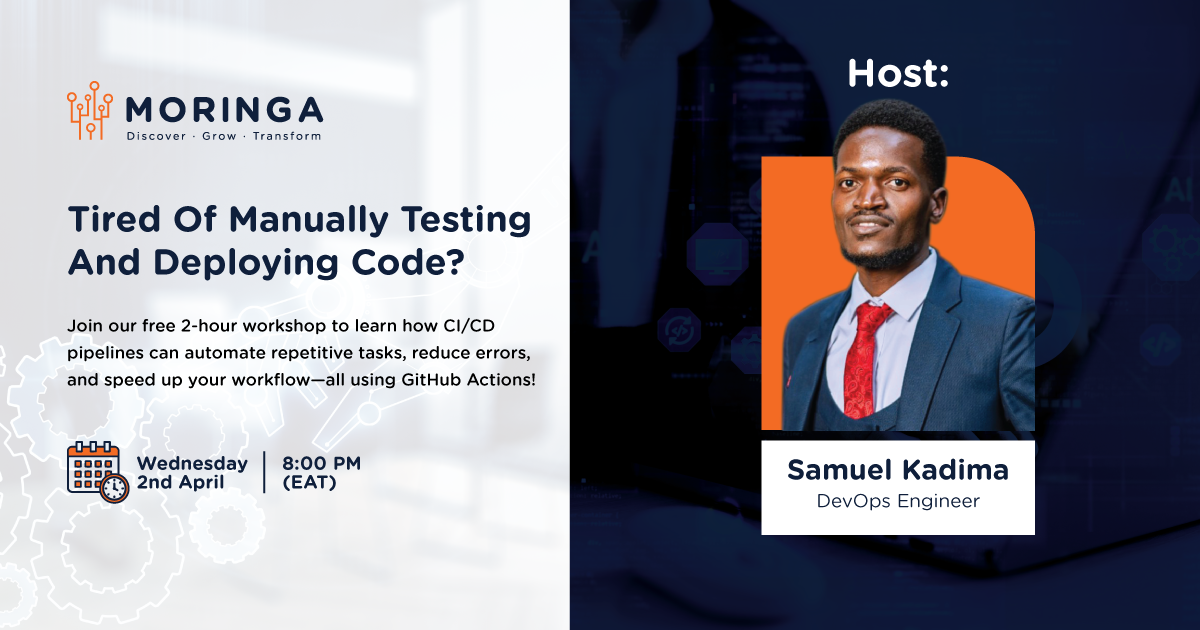 MORINGA
Discover · Grow · Transform
Tired Of Manually Testing
And Deploying Code?
Join our free 2-hour workshop to learn how CI/CD
pipelines can automate repetitive tasks, reduce errors,
and speed up your workflow—all using GitHub Actions!
Wednesday
2nd April
8:00 PM
(EAT)
Host:
Samuel Kadima
DevOps Engineer